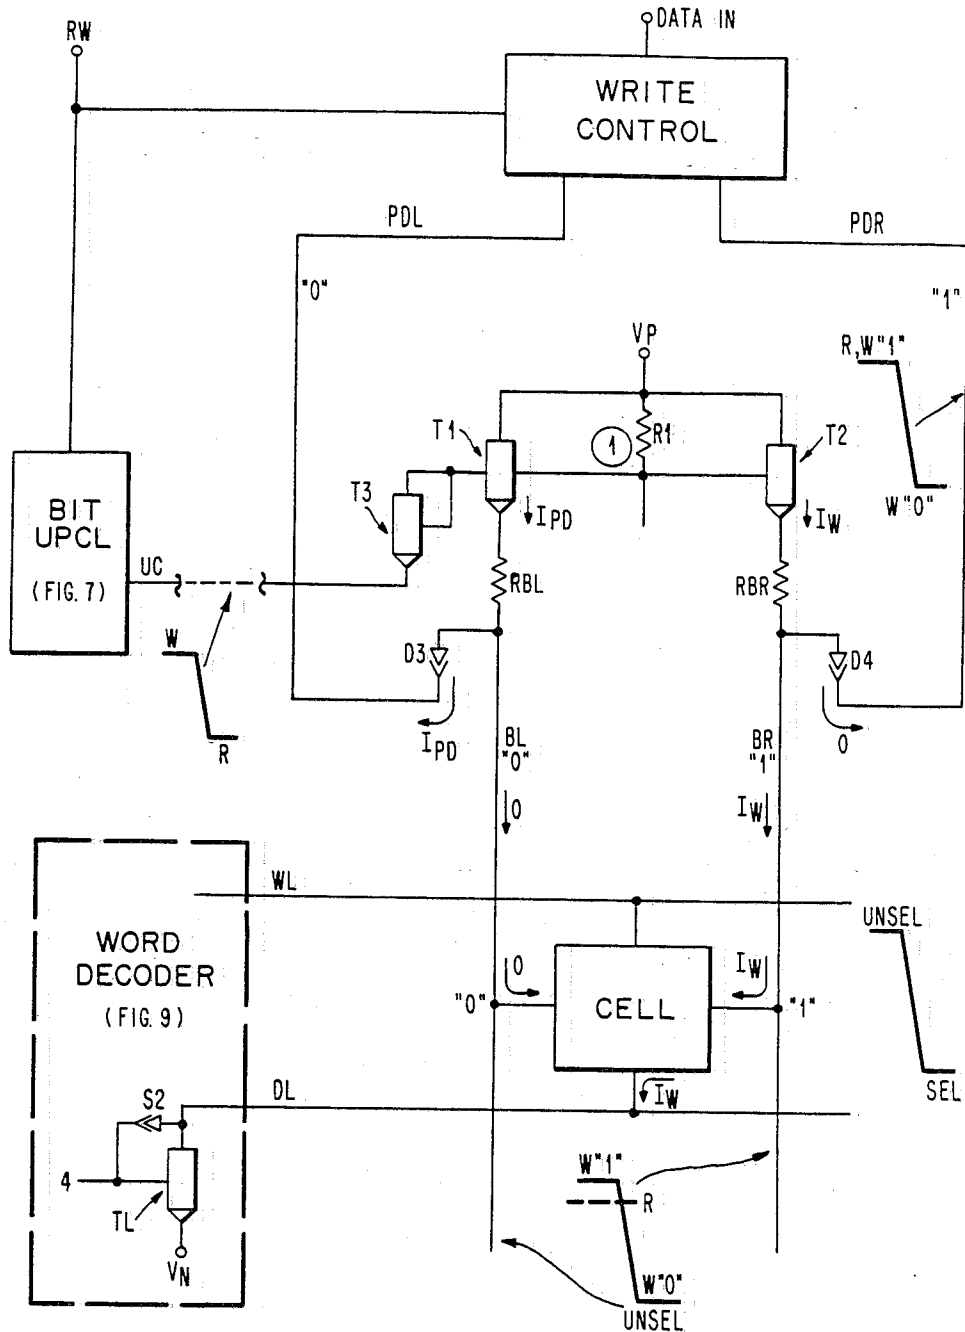 RW
DATA IN
WRITE
CONTROL
PDL
PDR
"0"
"1"
VP
R,W"1"
T1
1
R1
T2
W"0"
T3
IPD
IW
BIT
UPCL
(FIG. 7)
UC
RBL
RBR
W
D3
D4
R
IPD
0
BL
"0"
BR
"1"
0
IW
WL
UNSEL
WORD
DECODER
(FIG. 9)
0
IW
"0"
CELL
"1"
SEL
S2
DL
IW
4
TL
VN
W"1"
R
W"0"
UNSEL